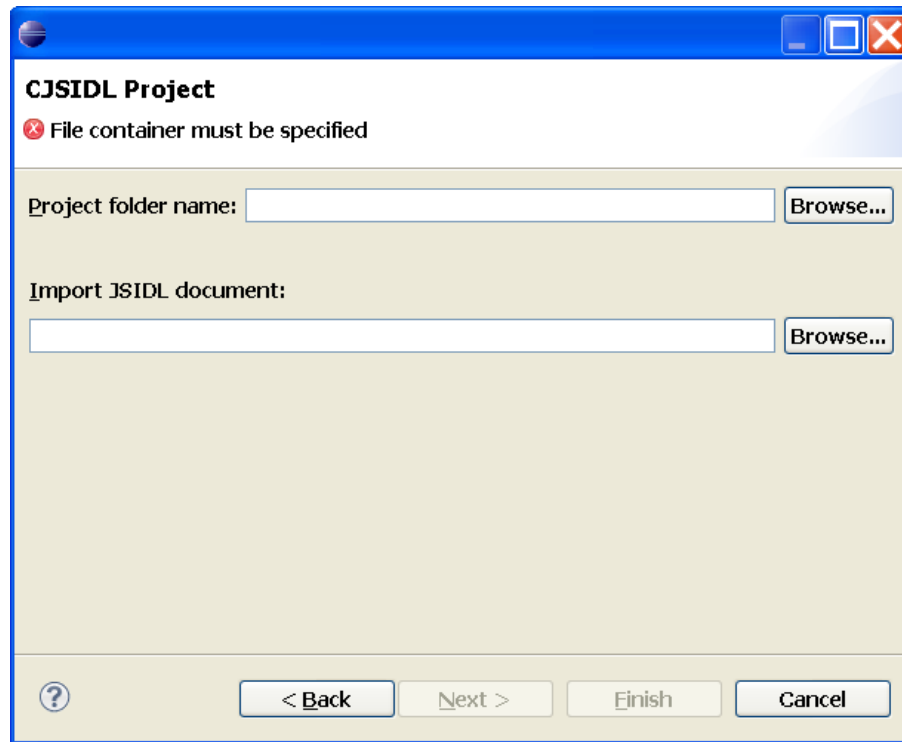 CJSIDL Project
File container must be specified
Project folder name: Browse...
Import JSIDL document:
Browse...
? < Back Next > Finish Cancel